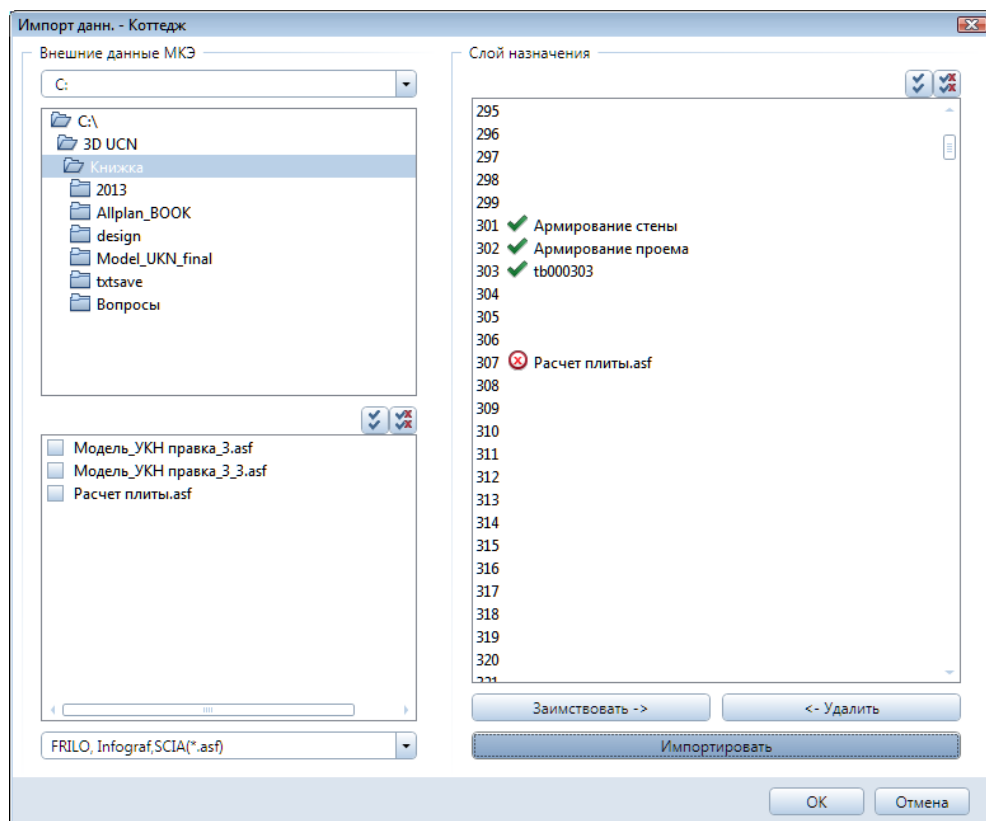 Импорт данн. - Коттедж
Внешние данные МКЭ
C:
C:\
3D UCN
Книжка
2013
Allplan_BOOK
design
Model_UKN_final
txtsave
Вопросы
Модель_УКН правка_3.asf
Модель_УКН правка_3_3.asf
Расчет плиты.asf
FRILO, Infograf,SCIA(*.asf)
Слой назначения
295
296
297
298
299
301 Армирование стены
302 Армирование проема
303 tb000303
304
305
306
307 Расчет плиты.asf
308
309
310
311
312
313
314
315
316
317
318
319
320
321
Заимствовать -> <- Удалить
Импортировать
OK Отмена